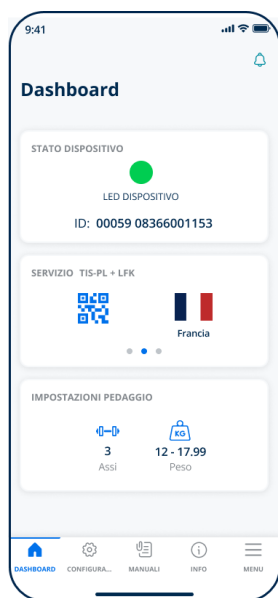 9:41
Dashboard
STATO DISPOSITIVO
LED DISPOSITIVO
ID: 00059 08366001153
SERVIZIO TIS-PL + LFK
Francia
IMPOSTAZIONI PEDAGGIO
KG
3 12 - 17.99
Assi Peso
DASHBOARD CONFIGURA... MANUALI INFO MENU